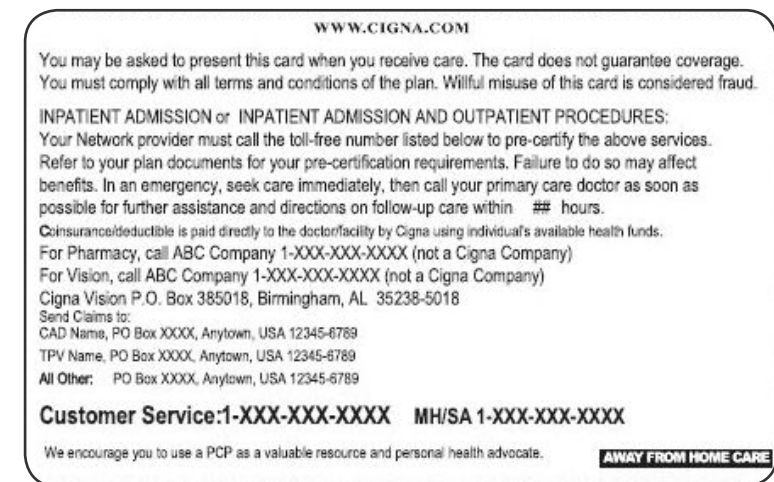 WWW.CIGNA.COM
You may be asked to present this card when you receive care. The card does not guarantee coverage.
You must comply with all terms and conditions of the plan. Willful misuse of this card is considered fraud.
INPATIENT ADMISSION or INPATIENT ADMISSION AND OUTPATIENT PROCEDURES:
Your Network provider must call the toll-free number listed below to pre-certify the above services.
Refer to your plan documents for your pre-certification requirements. Failure to do so may affect
benefits. In an emergency, seek care immediately, then call your primary care doctor as soon as
possible for further assistance and directions on follow-up care within ## hours.
Coinsurance/deductible is paid directly to the doctor/facility by Cigna using individual's available health funds.
For Pharmacy, call ABC Company 1-XXX-XXX-XXXX (not a Cigna Company)
For Vision, call ABC Company 1-XXX-XXX-XXXX (not a Cigna Company)
Cigna Vision P.O. Box 385018, Birmingham, AL 35238-5018
Send Claims to:
CAD Name, PO Box XXXX, Anytown, USA 12345-6789
TPV Name, PO Box XXXX, Anytown, USA 12345-6789
All Other: PO Box XXXX, Anytown, USA 12345-6789
Customer Service:1-XXX-XXX-XXXX MH/SA 1-XXX-XXX-XXXX
We encourage you to use a PCP as a valuable resource and personal health advocate. AWAY FROM HOME CARE